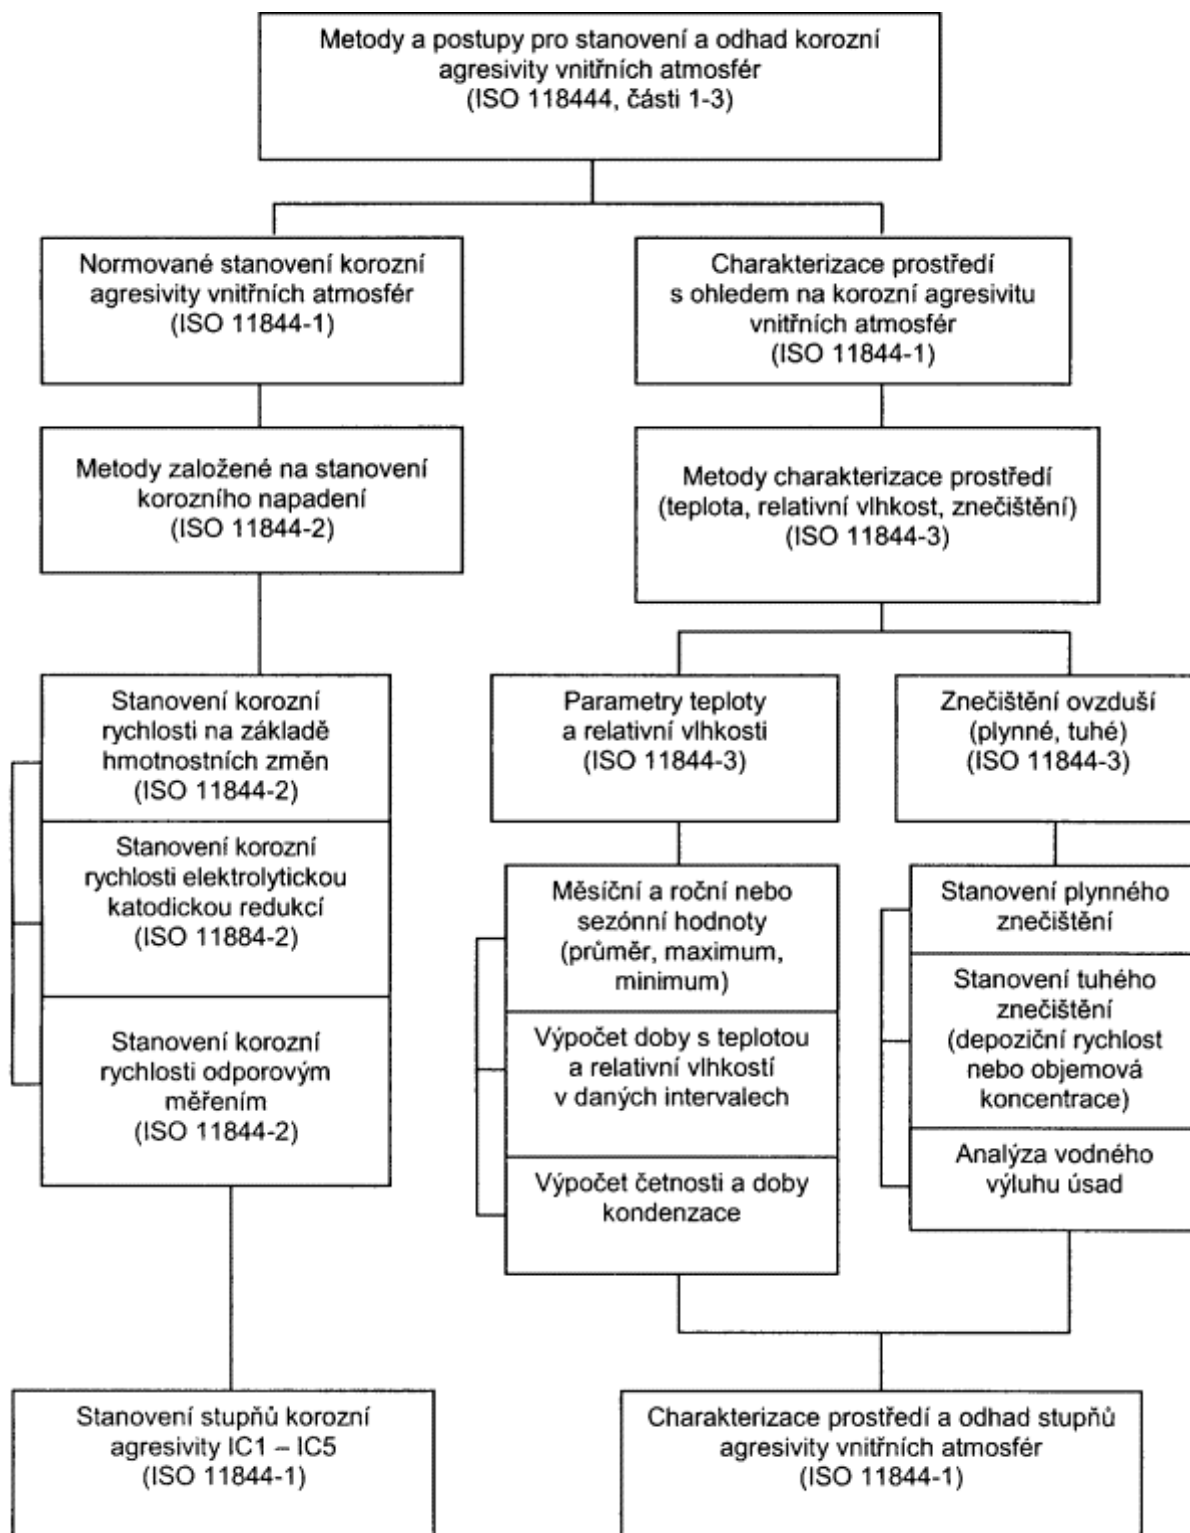 Metody a postupy pro stanovení a odhad korozní
agresivity vnitřních atmosfér
(ISO 118444, části 1-3)
Normované stanovení korozní
agresivity vnitřních atmosfér
(ISO 11844-1)
Charakterizace prostředí
s ohledem na korozní agresivitu
vnitřních atmosfér
(ISO 11844-1)
Metody založené na stanovení
korozního napadení
(ISO 11844-2)
Metody charakterizace prostředí
(teplota, relativní vlhkost, znečištění)
(ISO 11844-3)
Stanovení korozní
rychlosti na základě
hmotnostních změn
(ISO 11844-2)
Stanovení korozní
rychlosti elektrolytickou
katodickou redukcí
(ISO 11884-2)
Stanovení korozní
rychlosti odporovým
měřením
(ISO 11844-2)
Parametry teploty
a relativní vlhkosti
(ISO 11844-3)
Znečištění ovzduší
(plynné, tuhé)
(ISO 11844-3)
Měsíční a roční nebo
sezónní hodnoty
(průměr, maximum,
minimum)
Výpočet doby s teplotou
a relativní vlhkostí
v daných intervalech
Výpočet četnosti a doby
kondenzace
Stanovení plynného
znečištění
Stanovení tuhého
znečištění
(depoziční rychlost
nebo objemová
koncentrace)
Analýza vodného
výluhu úsad
Stanovení stupňů korozní
agresivity IC1 – IC5
(ISO 11844-1)
Charakterizace prostředí a odhad stupňů
agresivity vnitřních atmosfér
(ISO 11844-1)